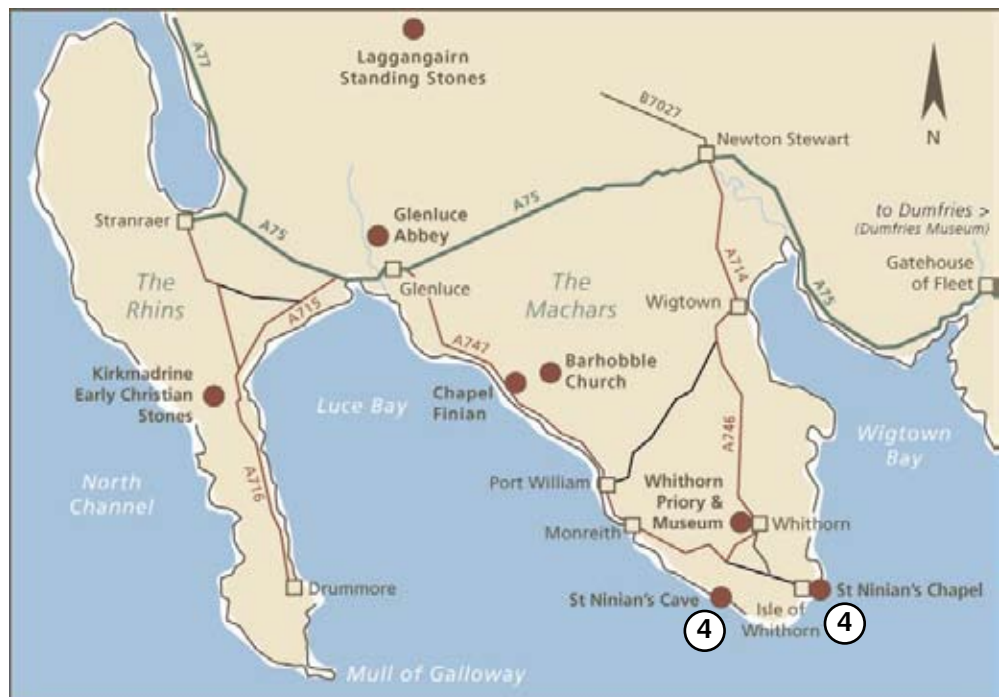 A77
Laggangairn
Standing Stones
B7027
N
Newton Stewart
Stranraer
A75
Glenluce
Abbey
A75
to Dumfries >
(Dumfries Museum)
Gatehouse
of Fleet
The
Rhins
A715
Glenluce
The
Machars
A714
Wigtown
A75
A747
Kirkmadrine
Early Christian
Stones
Luce Bay
Chapel
Finian
Barhobble
Church
A746
Wigtown
Bay
North
Channel
A716
Port William
Whithorn
Priory &
Museum
Whithorn
Monreith
Drummore
St Ninian's Cave
St Ninian's Chapel
Isle of
Whithorn
4
4
Mull of Galloway